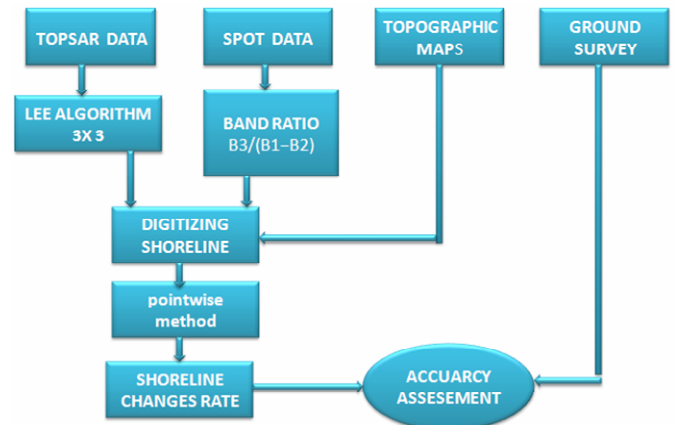 TOPSAR DATA
SPOT DATA
TOPOGRAPHIC
MAPS
GROUND
SURVEY
LEE ALGORITHM
3X 3
BAND RATIO
B3/(B1–B2)
DIGITIZING
SHORELINE
pointwise
method
SHORELINE
CHANGES RATE
ACCUARCY
ASSESEMENT